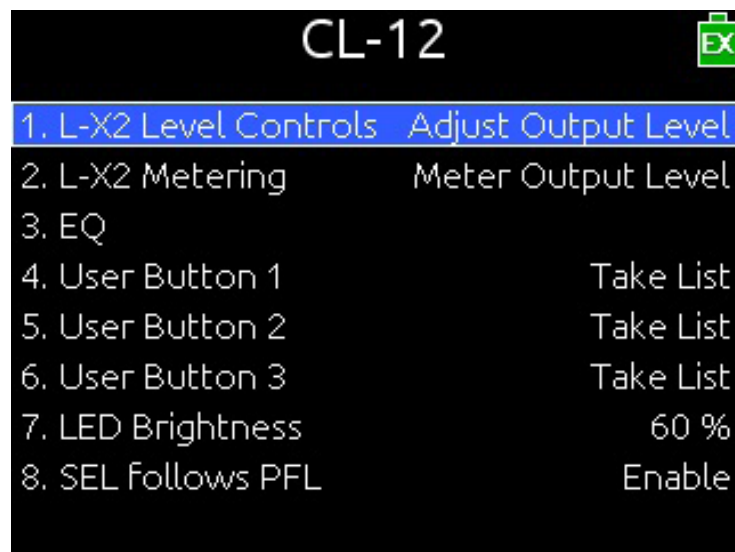 CL-12
EX
1. L-X2 Level Controls Adjust Output Level
2. L-X2 Metering Meter Output Level
3. EQ
4. User Button 1 Take List
5. User Button 2 Take List
6. User Button 3 Take List
7. LED Brightness 60 %
8. SEL follows PFL Enable